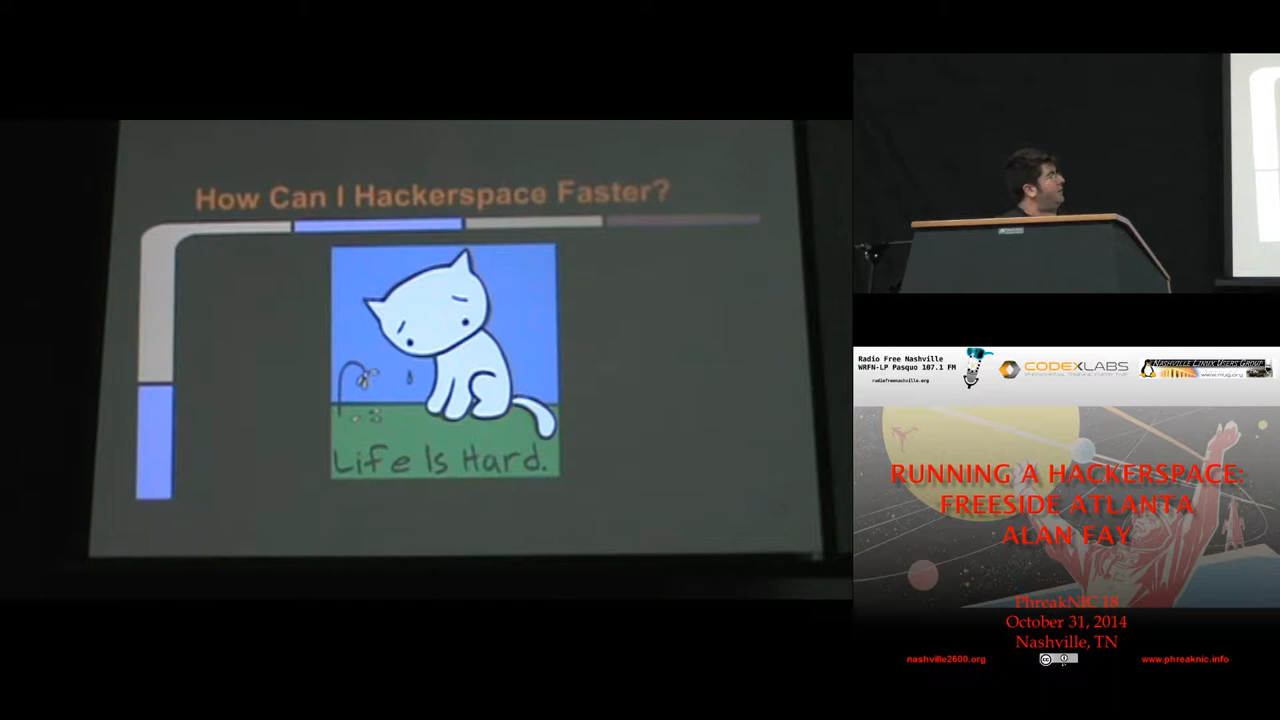 How Can I Hackerspace Faster?
Life Is Hard.
Radio Free Nashville
WRFN-LP Pasquo 107.1 FM
radiofreenashville.org
CODEXLABS
NASHVILLE LINUX USERS GROUP
www.nlug.org
RUNNING A HACKERSPACE:
FREESIDE ATLANTA
ALAN FAY
PhreakNIC 18
October 31, 2014
Nashville, TN
nashville2600.org
cc
www.phreaknic.info